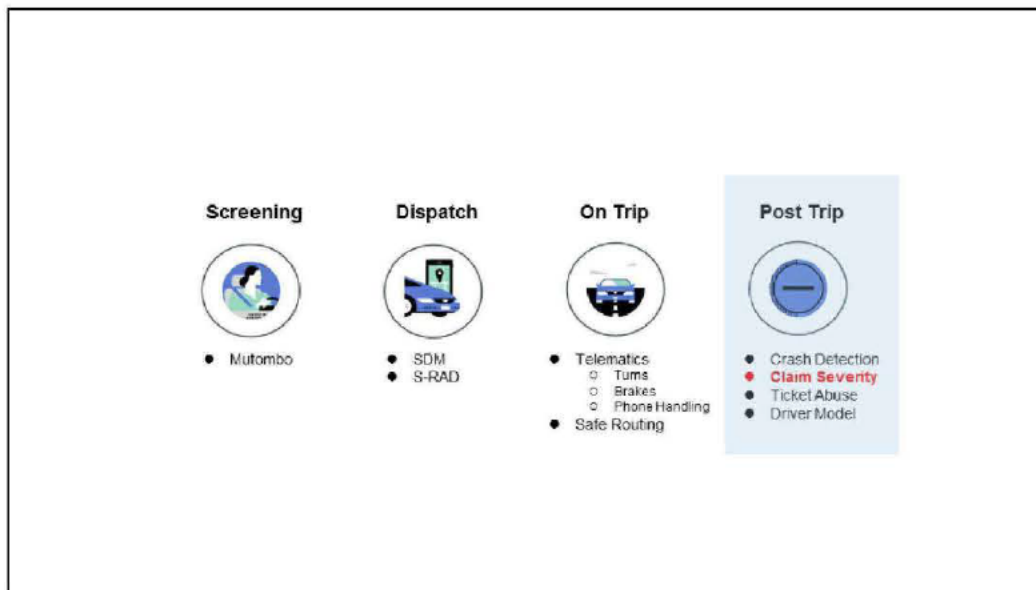 Screening
Mutombo
Dispatch
SDM
S-RAD
On Trip
Telematics
Turns
Brakes
Phone Handling
Safe Routing
Post Trip
Crash Detection
Claim Severity
Ticket Abuse
Driver Model